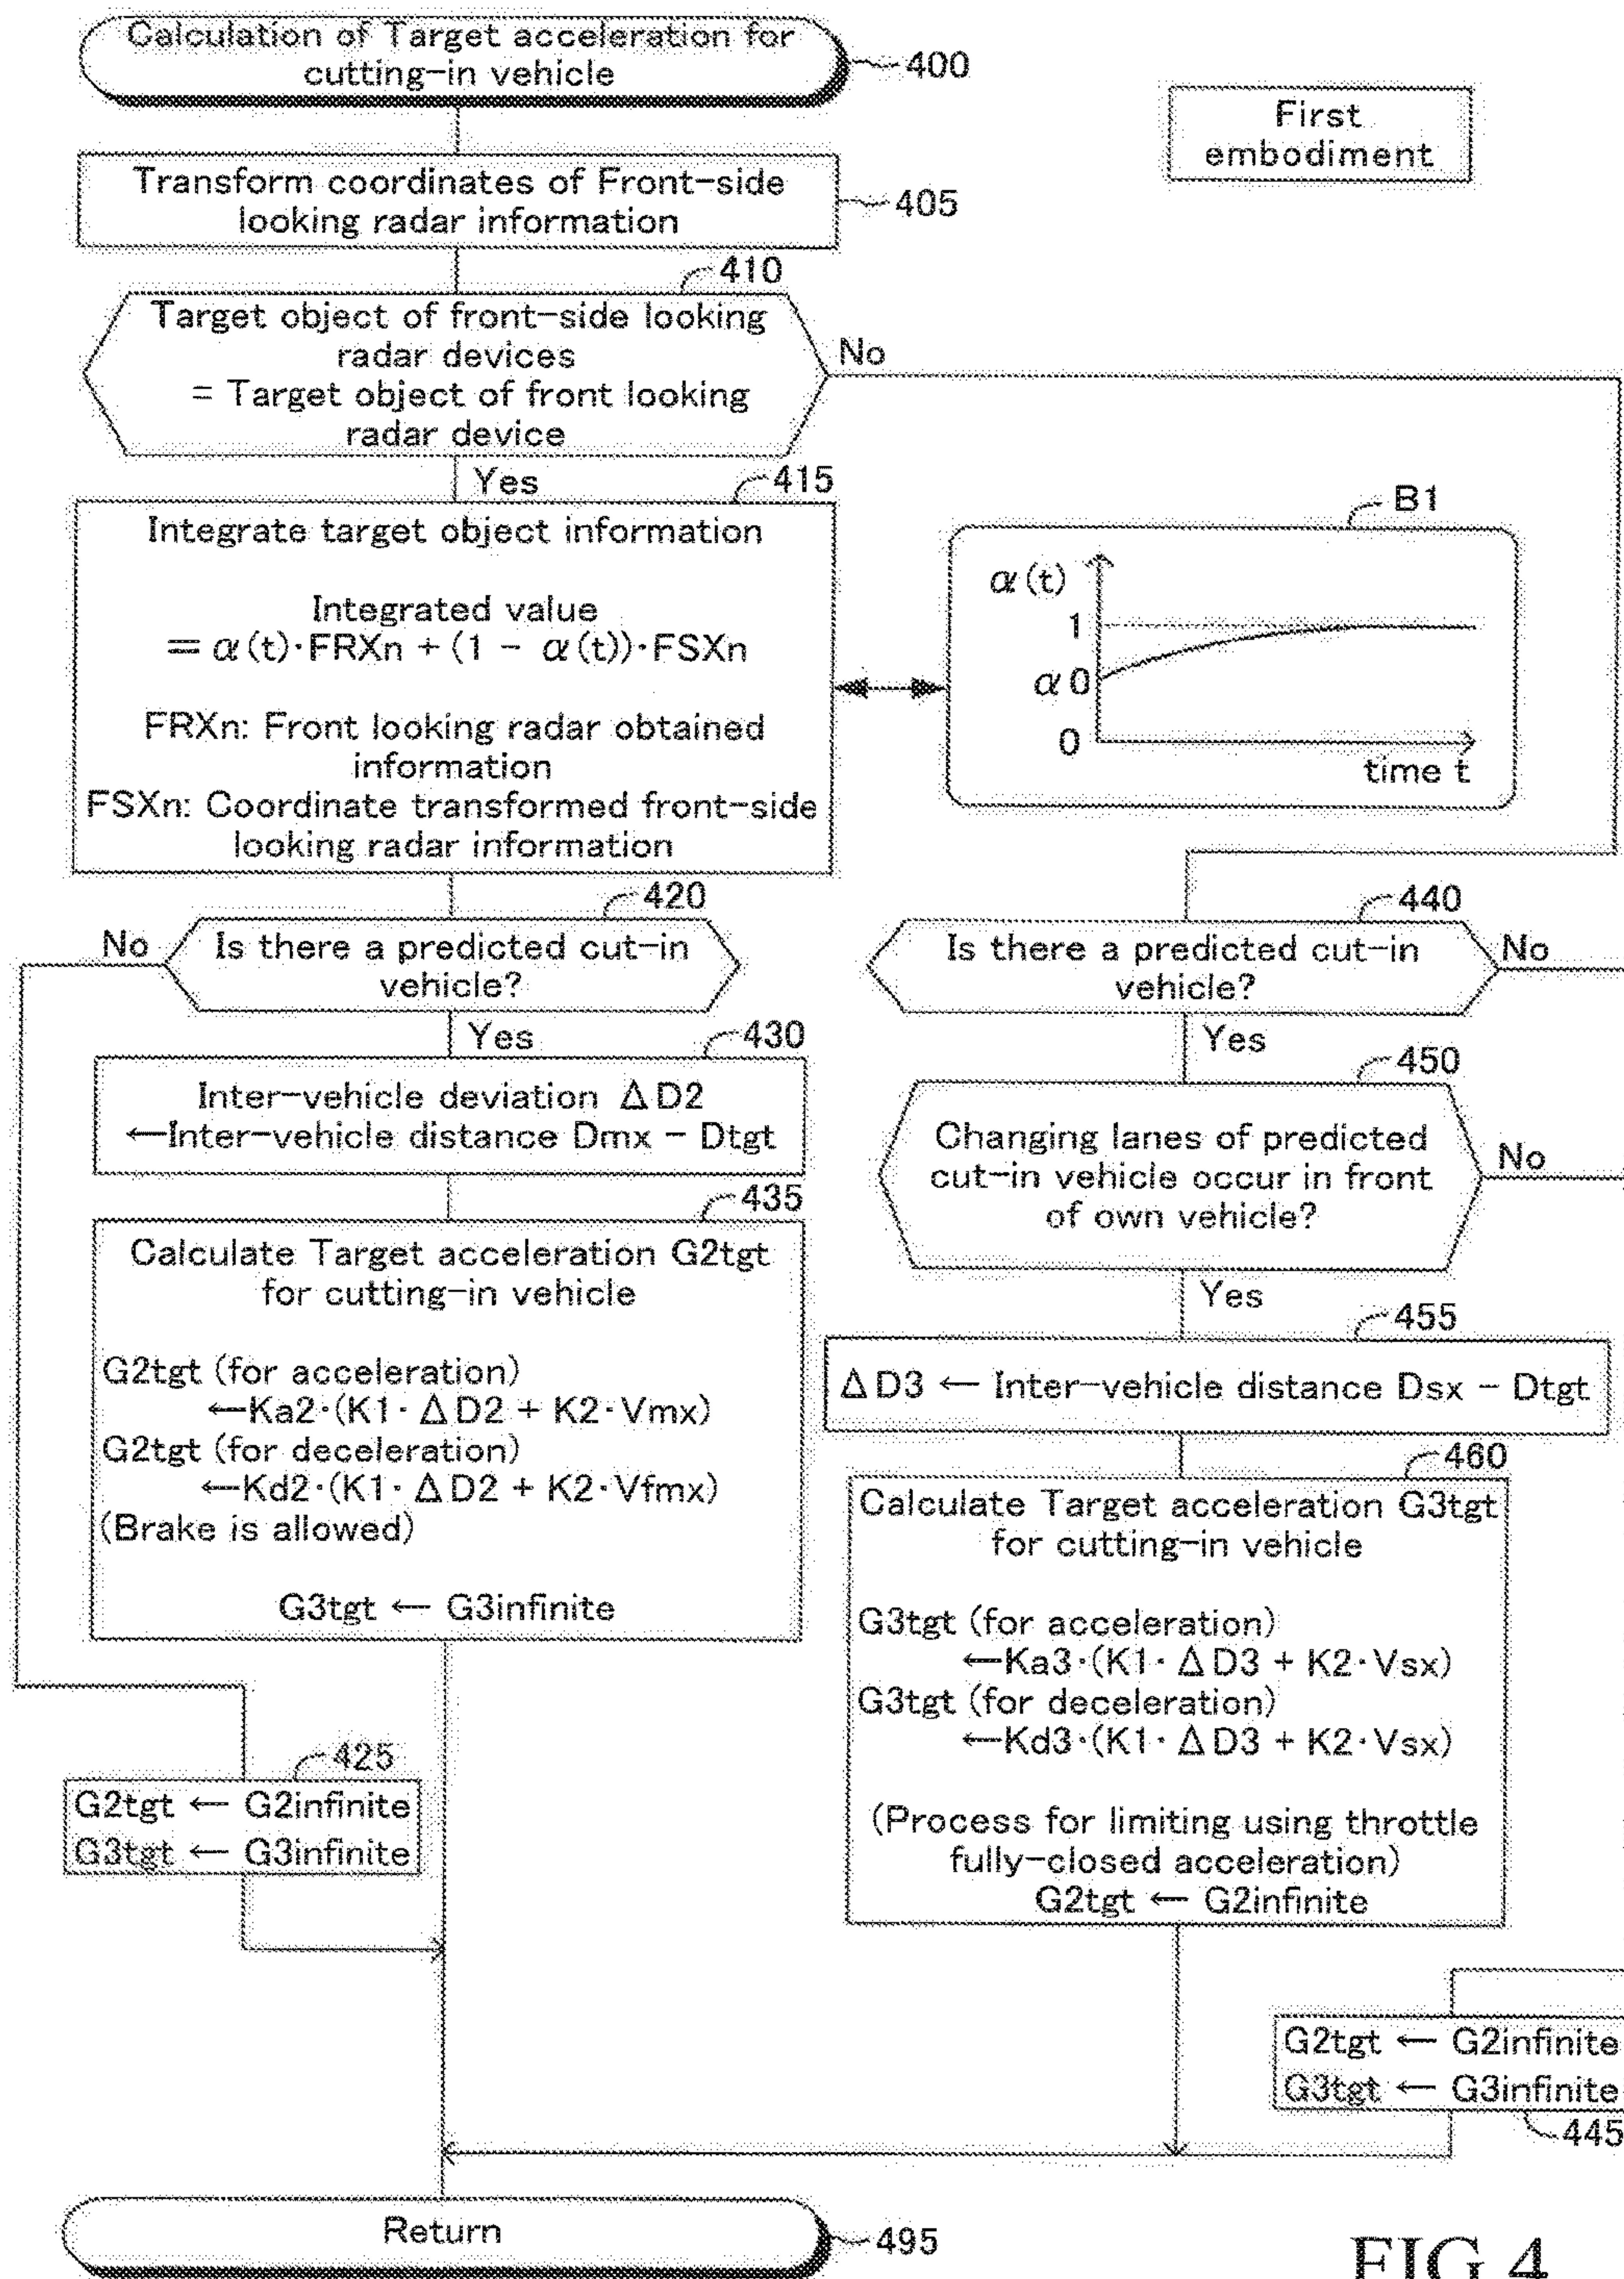 Calculation of Target acceleration for
cutting-in vehicle
400
First
embodiment
Transform coordinates of Front-side
looking radar information
405
410
Target object of front-side looking
radar devices
= Target object of front looking
radar device
No
Yes
415
Integrate target object information
Integrated value
= α(t)·FRXn + (1 - α(t))·FSXn
FRXn: Front looking radar obtained
information
FSXn: Coordinate transformed front-side
looking radar information
B1
α(t)
1
α0
0
time t
420
No
Is there a predicted cut-in
vehicle?
Yes
430
Inter-vehicle deviation ΔD2
←Inter-vehicle distance Dmx - Dtgt
435
Calculate Target acceleration G2tgt
for cutting-in vehicle
G2tgt (for acceleration)
←Ka2·(K1·ΔD2 + K2·Vmx)
G2tgt (for deceleration)
←Kd2·(K1·ΔD2 + K2·Vfmx)
(Brake is allowed)
G3tgt ← G3infinite
425
G2tgt ← G2infinite
G3tgt ← G3infinite
440
Is there a predicted cut-in
vehicle?
No
Yes
450
Changing lanes of predicted
cut-in vehicle occur in front
of own vehicle?
No
Yes
455
ΔD3 ← Inter-vehicle distance Dsx - Dtgt
460
Calculate Target acceleration G3tgt
for cutting-in vehicle
G3tgt (for acceleration)
←Ka3·(K1·ΔD3 + K2·Vsx)
G3tgt (for deceleration)
←Kd3·(K1·ΔD3 + K2·Vsx)
(Process for limiting using throttle
fully-closed acceleration)
G2tgt ← G2infinite
G2tgt ← G2infinite
G3tgt ← G3infinite
445
Return
495
FIG.4